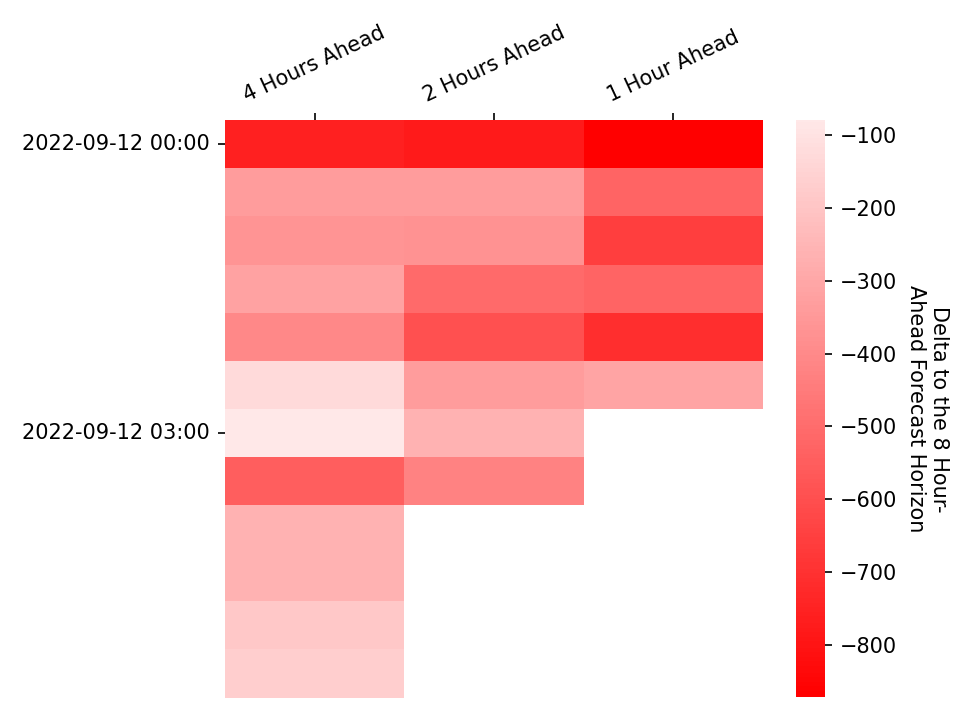 4 Hours Ahead
2 Hours Ahead
1 Hour Ahead
2022-09-12 00:00
2022-09-12 03:00
−100
−200
−300
−400
−500
−600
−700
−800
Delta to the 8 Hour-
Ahead Forecast Horizon